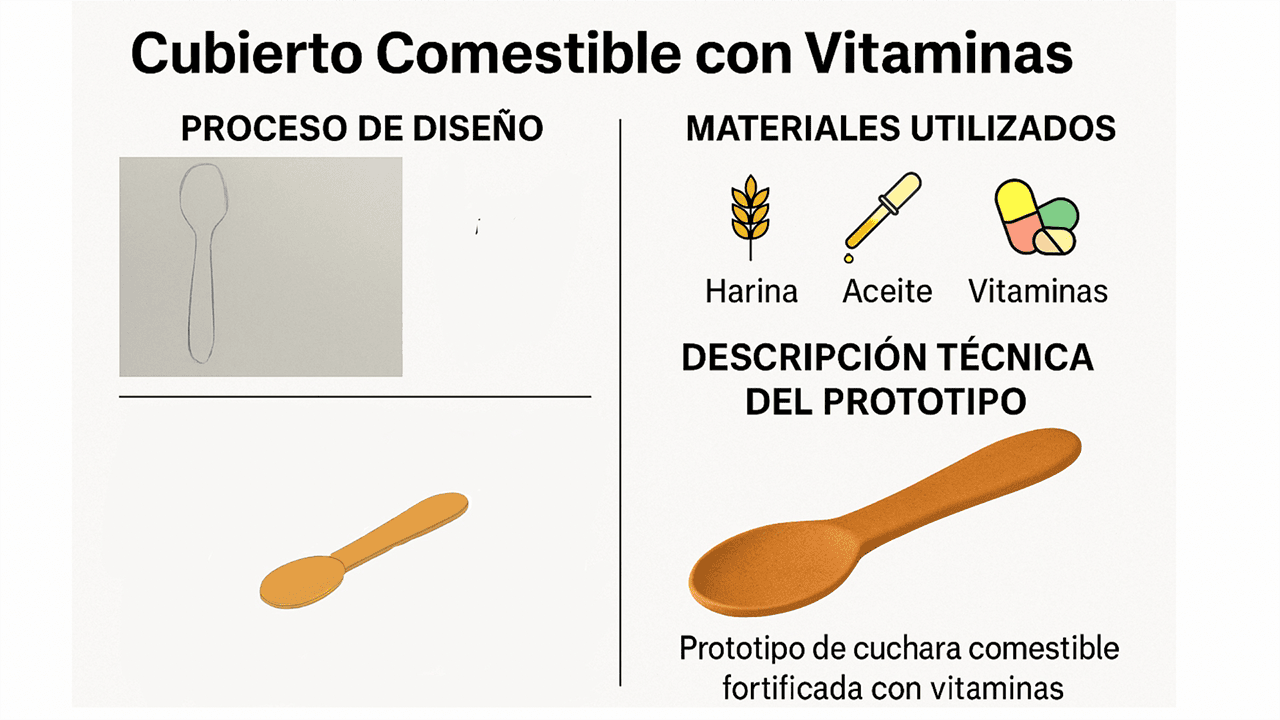 Cubierto Comestible con Vitaminas
PROCESO DE DISEÑO
MATERIALES UTILIZADOS
Harina
Aceite
Vitaminas
DESCRIPCIÓN TÉCNICA
DEL PROTOTIPO
Prototipo de cuchara comestible
fortificada con vitaminas